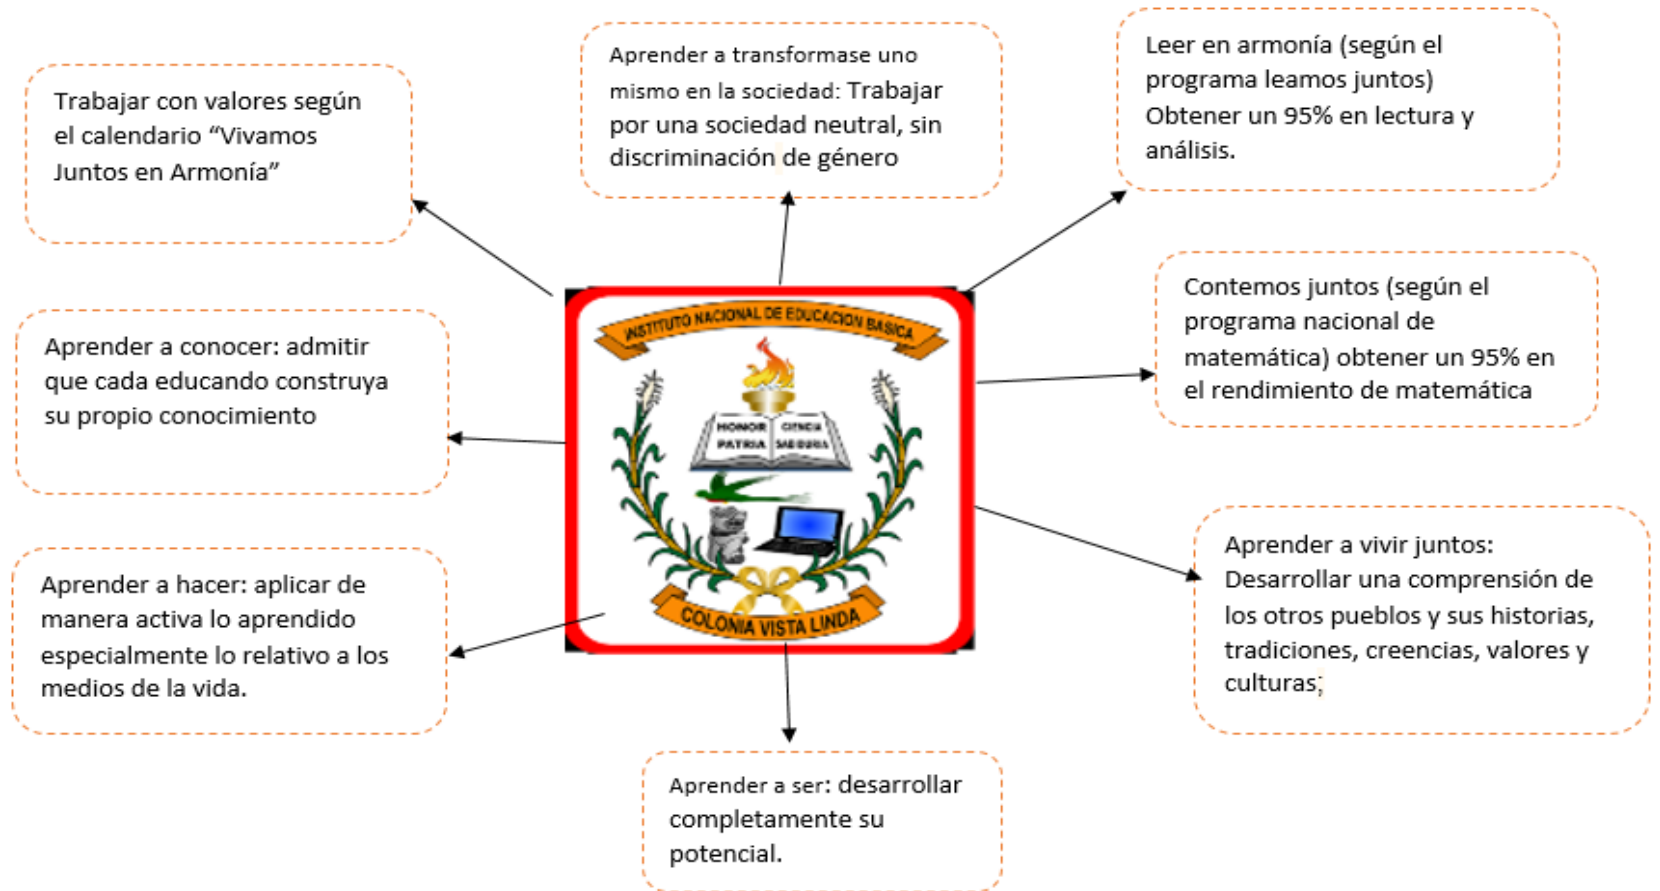 Trabajar con valores según
el calendario “Vivamos
Juntos en Armonía”
Aprender a transformase uno
mismo en la sociedad: Trabajar
por una sociedad neutral, sin
discriminación de género
Leer en armonía (según el
programa leamos juntos)
Obtener un 95% en lectura y
análisis.
Aprender a conocer: admitir
que cada educando construya
su propio conocimiento
INSTITUTO NACIONAL DE EDUCACION BASICA
HONOR
PATRIA
CIENCIA
SABIDURIA
COLONIA VISTA LINDA
Contemos juntos (según el
programa nacional de
matemática) obtener un 95% en
el rendimiento de matemática
Aprender a hacer: aplicar de
manera activa lo aprendido
especialmente lo relativo a los
medios de la vida.
Aprender a vivir juntos:
Desarrollar una comprensión de
los otros pueblos y sus historias,
tradiciones, creencias, valores y
culturas;
Aprender a ser: desarrollar
completamente su
potencial.